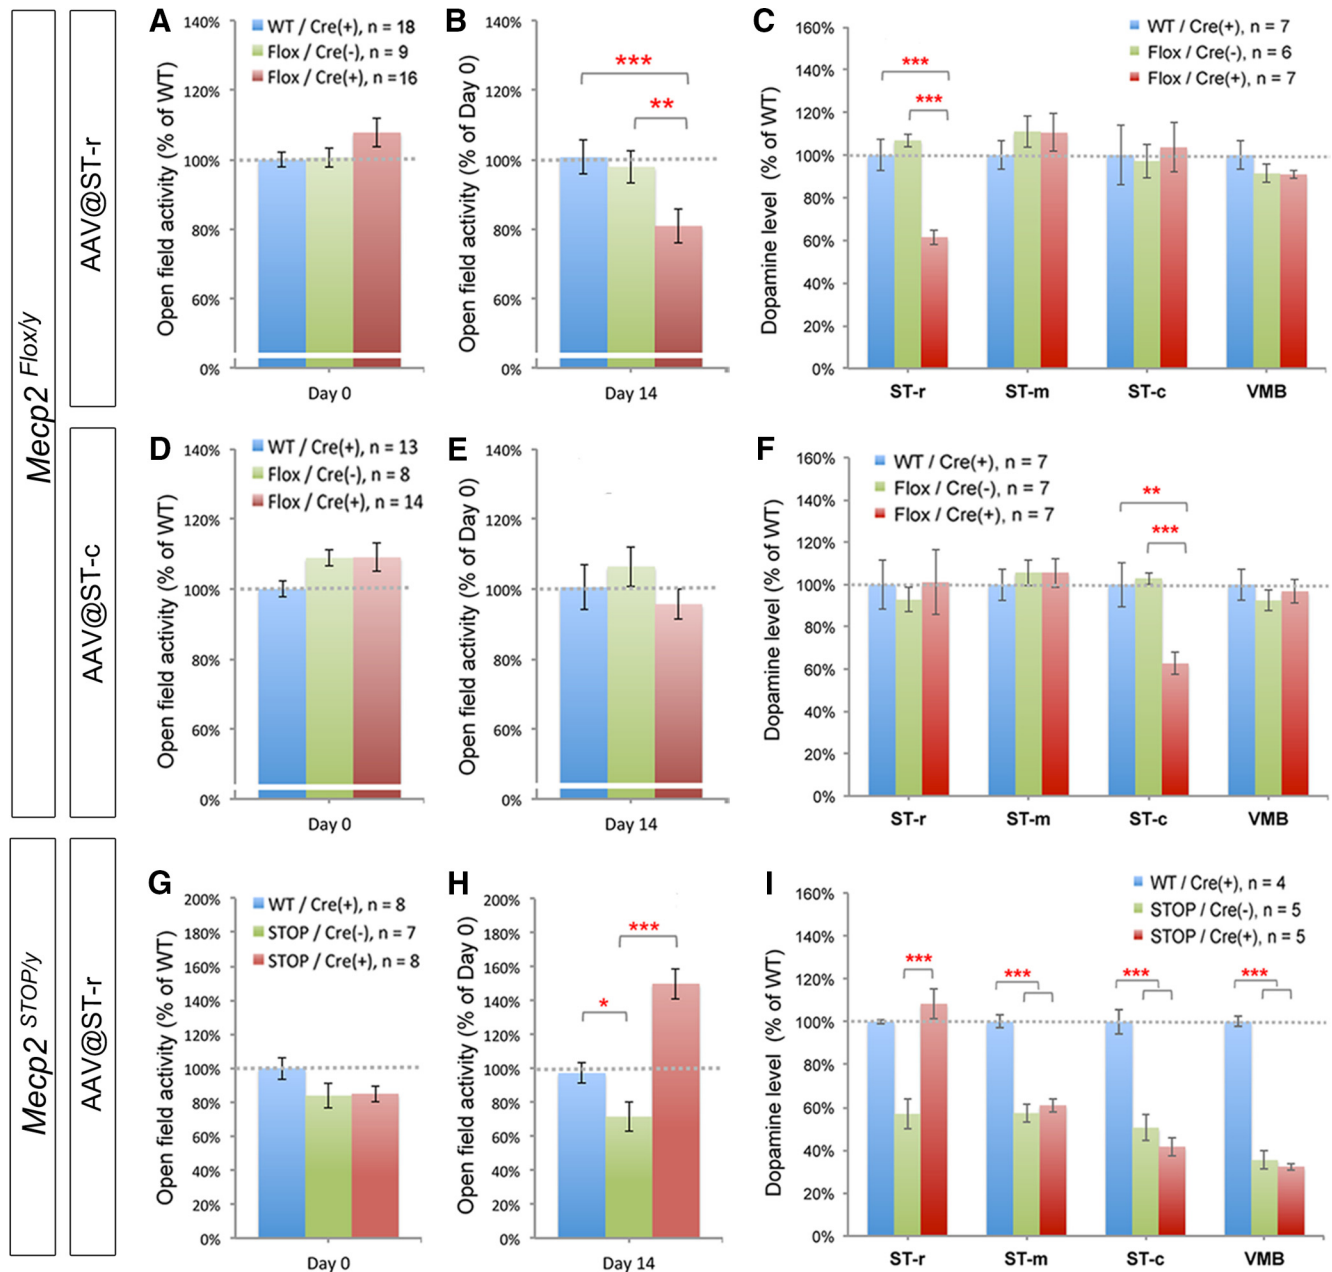 Mecp2 Flox/y
AAV@ST-r
A
140%
120%
100%
80%
60%
0%
Open field activity (% of WT)
WT / Cre(+), n = 18
Flox / Cre(-), n = 9
Flox / Cre(+), n =16
Day 0
B
140%
120%
100%
80%
60%
0%
Open field activity (% of Day 0)
***
**
Day 14
C
160%
140%
120%
100%
80%
60%
40%
20%
0%
Dopamine level (% of WT)
WT / Cre(+), n = 7
Flox / Cre(-), n = 6
Flox / Cre(+), n = 7
***
***
ST-r ST-m ST-c VMB
AAV@ST-c
D
140%
120%
100%
80%
60%
0%
Open field activity (% of WT)
WT / Cre(+), n = 13
Flox / Cre(-), n = 8
Flox / Cre(+), n = 14
Day 0
E
140%
120%
100%
80%
60%
0%
Open field activity (% of Day 0)
Day 14
F
160%
140%
120%
100%
80%
60%
40%
20%
0%
Dopamine level (% of WT)
WT / Cre(+), n = 7
Flox / Cre(-), n = 7
Flox / Cre(+), n = 7
**
***
ST-r ST-m ST-c VMB
Mecp2 STOP/y
AAV@ST-r
G
200%
180%
160%
140%
120%
100%
80%
60%
40%
20%
0%
Open field activity (% of WT)
WT / Cre(+), n = 8
STOP / Cre(-), n = 7
STOP / Cre(+), n = 8
Day 0
H
200%
180%
160%
140%
120%
100%
80%
60%
40%
20%
0%
Open field activity (% of Day 0)
***
*
Day 14
I
160%
140%
120%
100%
80%
60%
40%
20%
0%
Dopamine level (% of WT)
WT / Cre(+), n = 4
STOP / Cre(-), n = 5
STOP / Cre(+), n = 5
*** *** *** ***
ST-r ST-m ST-c VMB